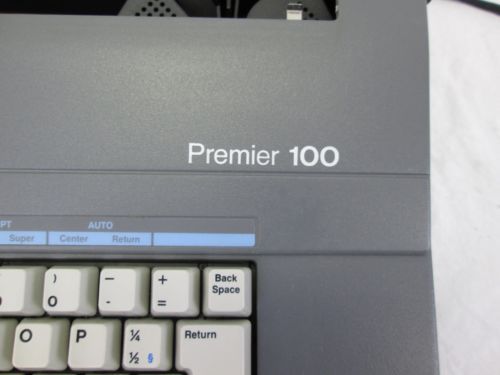 Premier 100
PT AUTO
Super Center Return
) — + Back
0 - = Space
O P ¼ Return
½ §